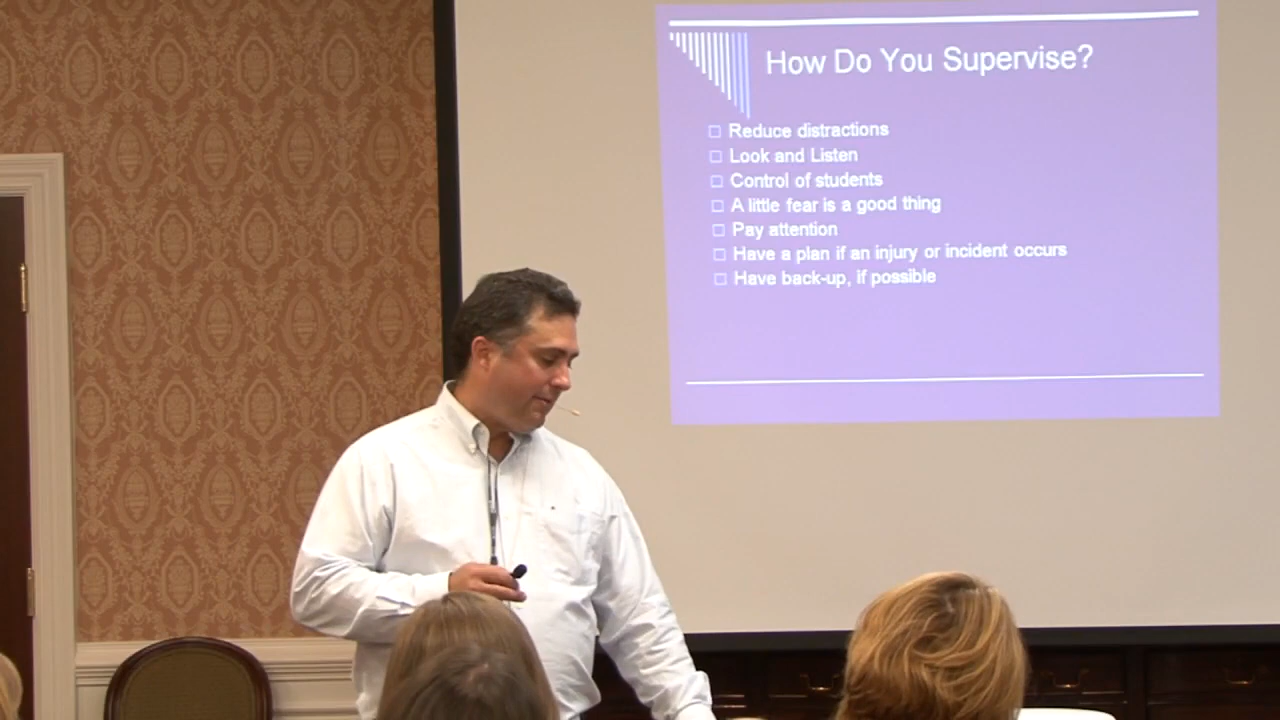 How Do You Supervise?
Reduce distractions
Look and Listen
Control of students
A little fear is a good thing
Pay attention
Have a plan if an injury or incident occurs
Have back-up, if possible